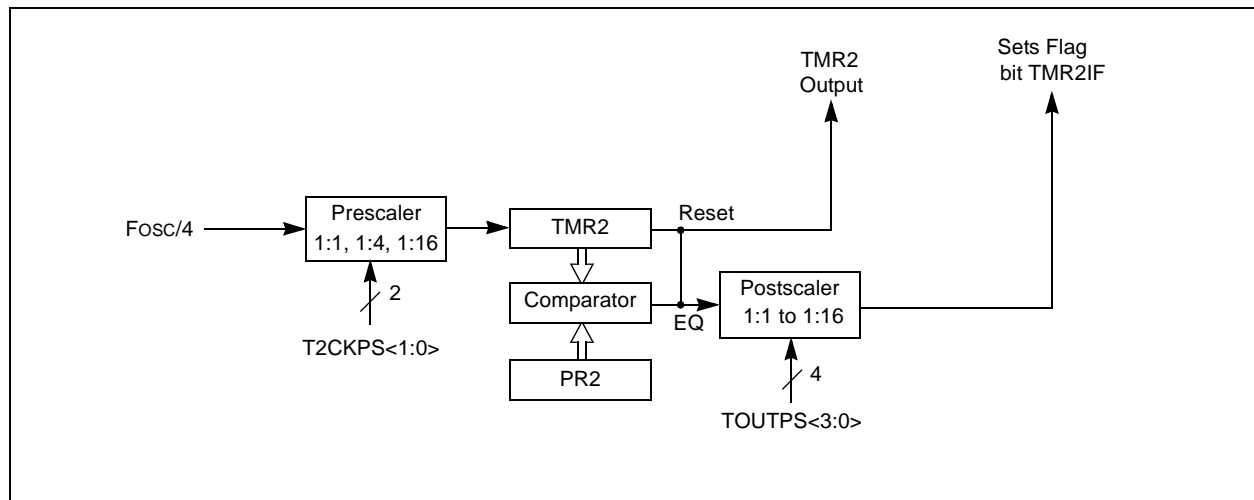 TMR2
Output
Sets Flag
bit TMR2IF
FOSC/4
Prescaler
1:1, 1:4, 1:16
2
T2CKPS<1:0>
TMR2
Reset
Comparator
EQ
PR2
Postscaler
1:1 to 1:16
4
TOUTPS<3:0>